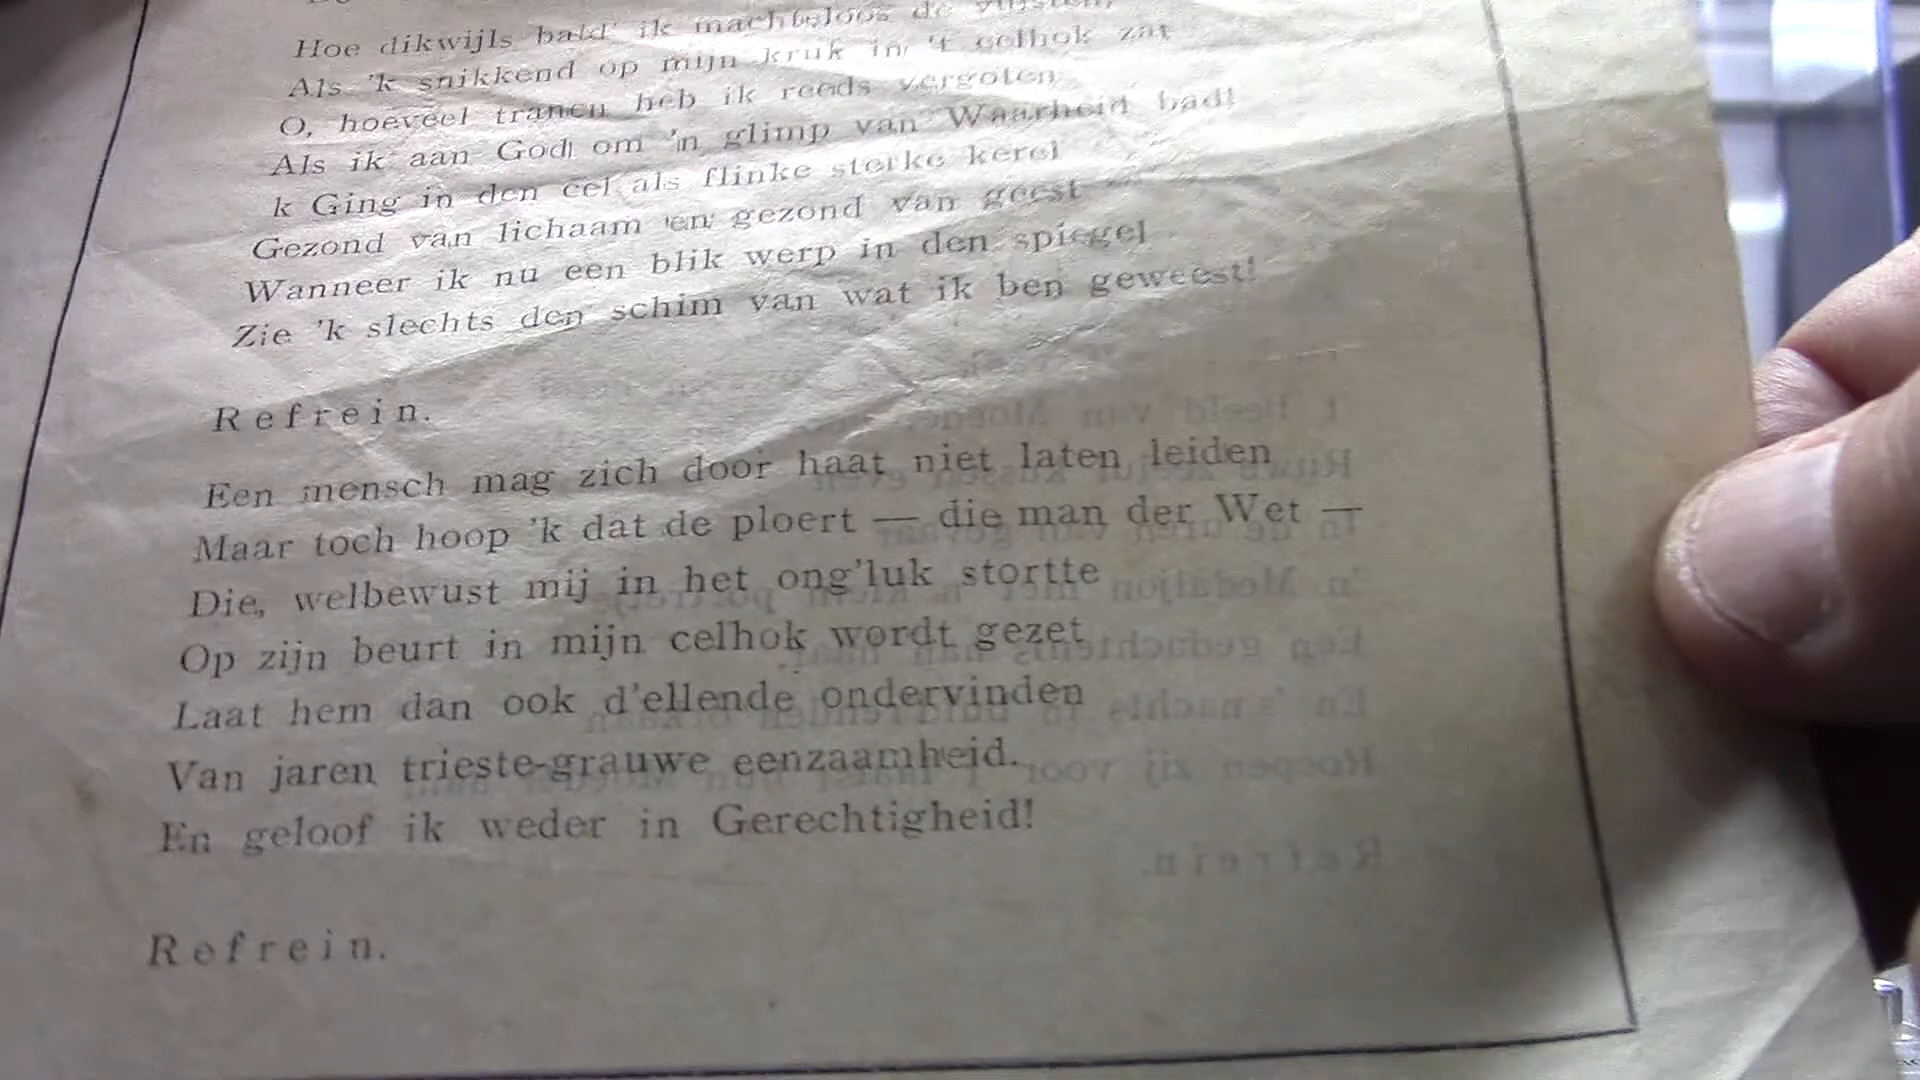 Hoe dikwijls bald' ik machteloos de vuisten,
Als 'k snikkend op mijn kruk in 't celhok zat
O, hoeveel tranen heb ik reeds vergoten
Als ik aan God om 'n glimp van Waarheid bad!
k Ging in den cel als flinke sterke kerel
Gezond van lichaam en gezond van geest
Wanneer ik nu een blik werp in den spiegel
Zie 'k slechts den schim van wat ik ben geweest!
Refrein.
Een mensch mag zich door haat niet laten leiden
Maar toch hoop 'k dat de ploert — die man der Wet —
Die, welbewust mij in het ong'luk stortte
Op zijn beurt in mijn celhok wordt gezet
Laat hem dan ook d'ellende ondervinden
Van jaren trieste-grauwe eenzaamheid.
En geloof ik weder in Gerechtigheid!
Refrein.